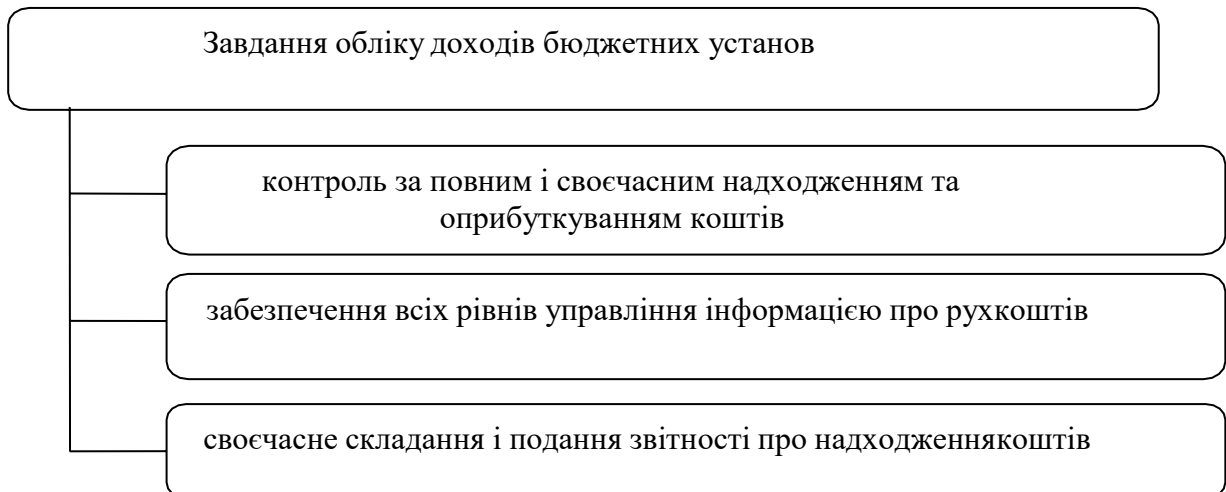 Завдання обліку доходів бюджетних установ
контроль за повним і своєчасним надходженням та
оприбуткуванням коштів
забезпечення всіх рівнів управління інформацією про рухкоштів
своєчасне складання і подання звітності про надходженнякоштів